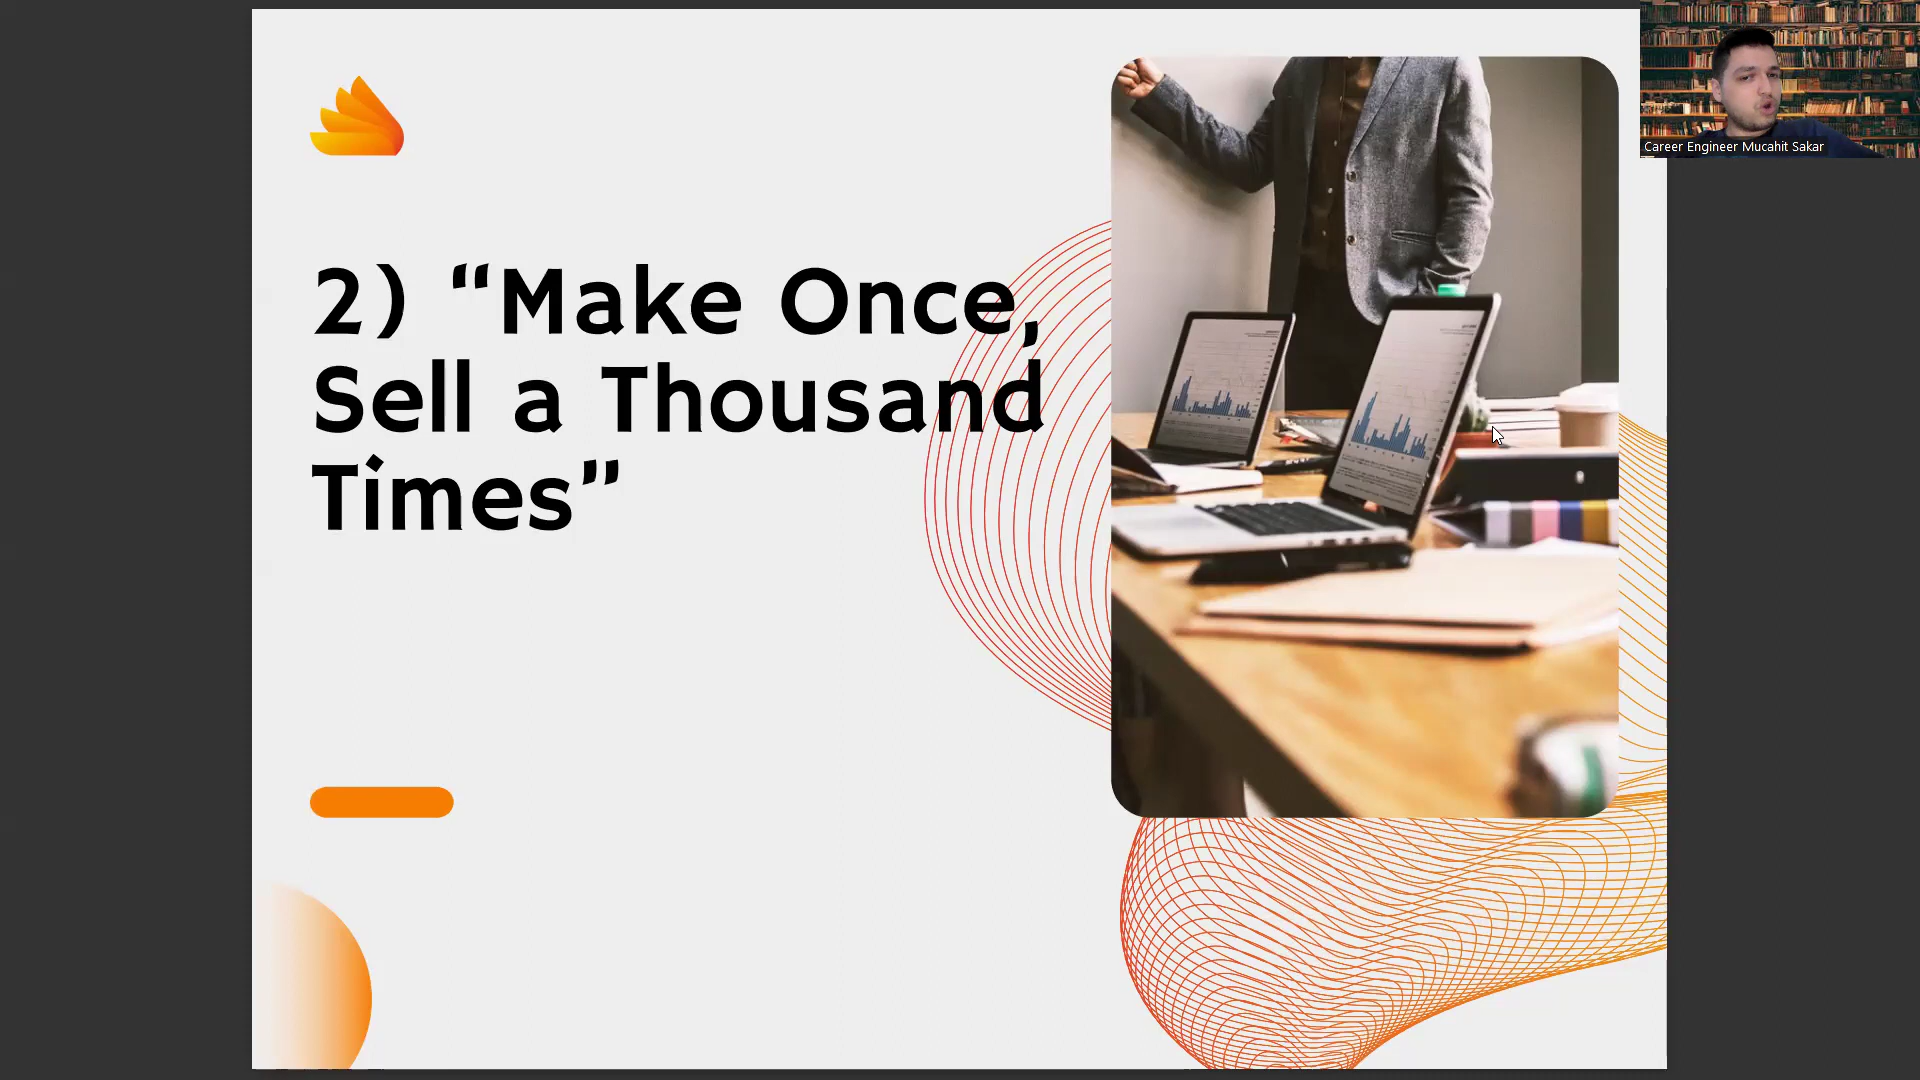 2) “Make Once,
Sell a Thousand
Times”
Career Engineer Mucahit Sakar